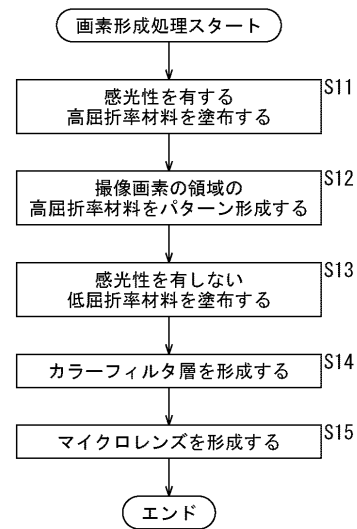 画素形成処理スタート
S11
感光性を有する
高屈折率材料を塗布する
S12
撮像画素の領域の
高屈折率材料をパターン形成する
S13
感光性を有しない
低屈折率材料を塗布する
S14
カラーフィルタ層を形成する
S15
マイクロレンズを形成する
エンド